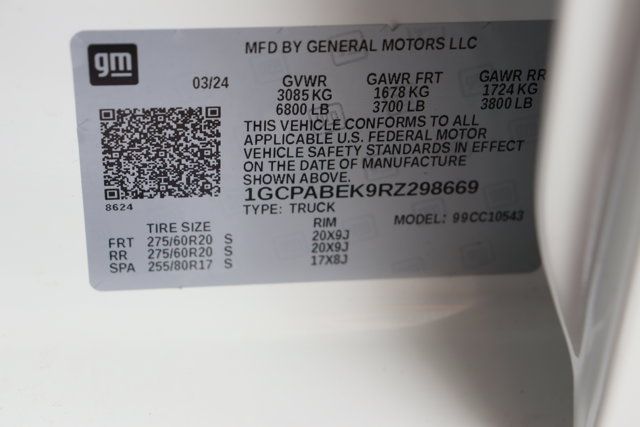 gm
MFD BY GENERAL MOTORS LLC
03/24 GVWR GAWR FRT GAWR RR
3085 KG 1678 KG 1724 KG
6800 LB 3700 LB 3800 LB
THIS VEHICLE CONFORMS TO ALL
APPLICABLE U.S. FEDERAL MOTOR
VEHICLE SAFETY STANDARDS IN EFFECT
ON THE DATE OF MANUFACTURE
SHOWN ABOVE.
1GCPABEK9RZ298669
8624
TYPE: TRUCK MODEL: 99CC10543
TIRE SIZE RIM
FRT 275/60R20 S 20X9J
RR 275/60R20 S 20X9J
SPA 255/80R17 S 17X8J